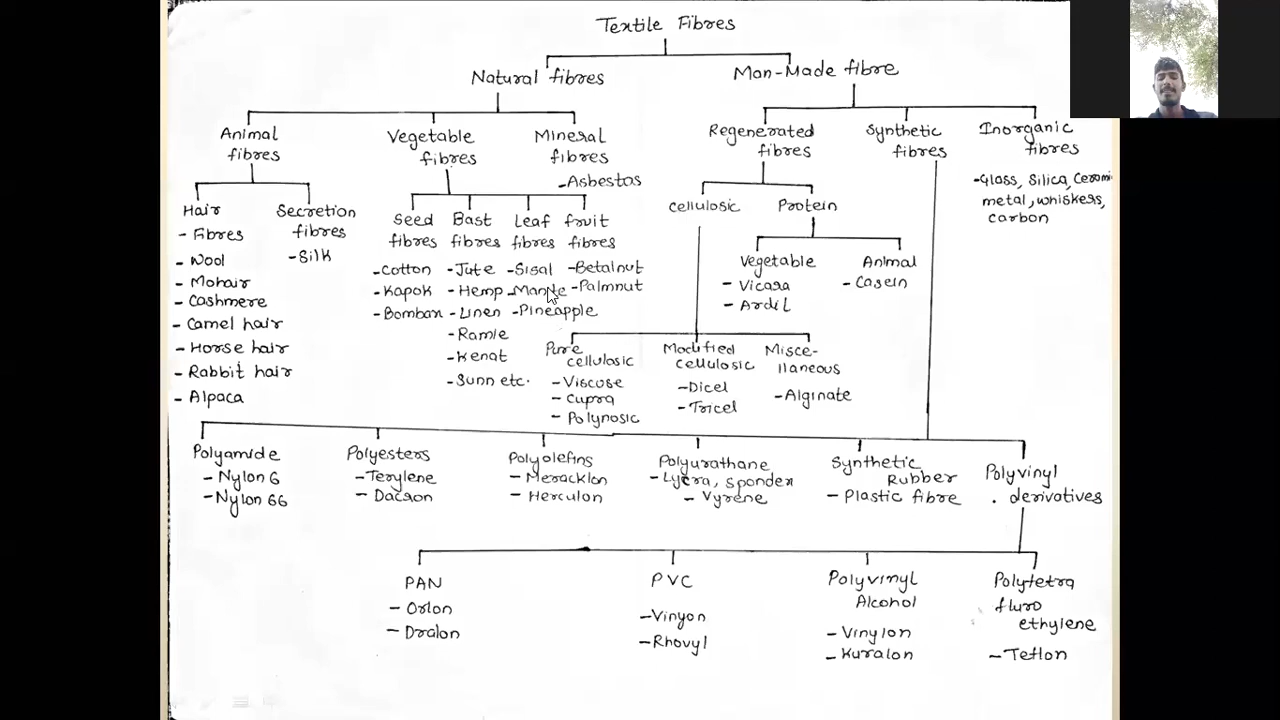 Textile Fibres
Natural fibres
Man-Made fibre
Animal
fibres
Vegetable
fibres
Mineral
fibres
-Asbestos
Regenerated
fibres
Synthetic
fibres
Inorganic
fibres
-Glass, Silica, Cerami
metal, whiskers,
carbon
Hair
- Fibres
- Wool
- Mohair
- Cashmere
- Camel hair
- Horse hair
- Rabbit hair
- Alpaca
Secretion
fibres
- Silk
Seed
fibres
-Cotton
-Kapok
-Bombax
Bast
fibres
-Jute
-Hemp
-Linen
-Ramie
-Kenat
-Sunn etc.
Leaf
fibres
-Sisal
-Pineapple
fruit
fibres
-Betalnut
-Palmnut
cellulosic
Protein
Vegetable
- Vicara
- Ardil
Animal
- Casein
Pure
cellulosic
- Viscose
- Cupra
- Polynosic
Modified
cellulosic
-Dicel
- Tricel
Misce-
llaneous
-Alginate
Polyamide
-Nylon 6
-Nylon 66
Polyesters
-Terylene
- Dacron
Polyolefins
- Meracklon
- Herculon
Polyurathane
-Lycra, Spondex
- Vyrene
Synthetic
Rubber
- Plastic fibre
Polyvinyl
derivatives
PAN
- Orlon
- Dralon
PVC
-Vinyon
-Rhovyl
Polyvinyl
Alcohol
- Vinylon
- Kuralon
Polytetra
fluro
ethylene
- Teflon